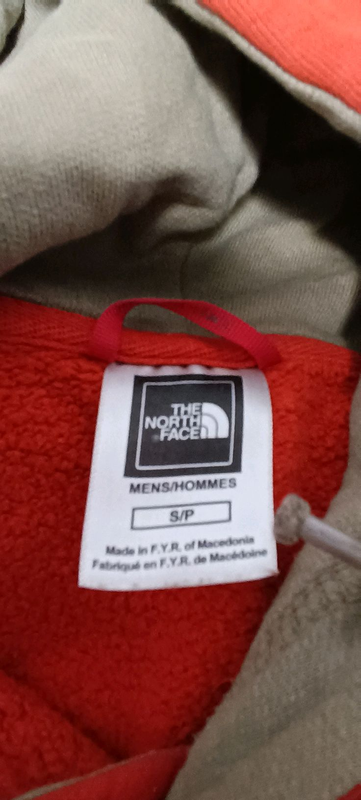 THE
NORTH
FACE
MENS/HOMMES
S/P
Made in F.Y.R. of Macedonia
Fabriqué en F.Y.R. de Macédoine